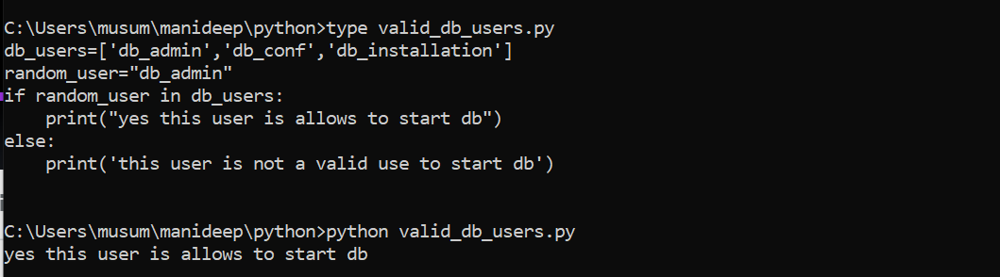 C:\Users\musum\manideep\python>type valid_db_users.py
db_users=['db_admin','db_conf','db_installation']
random_user="db_admin"
if random_user in db_users:
    print("yes this user is allows to start db")
else:
    print('this user is not a valid use to start db')
C:\Users\musum\manideep\python>python valid_db_users.py
yes this user is allows to start db